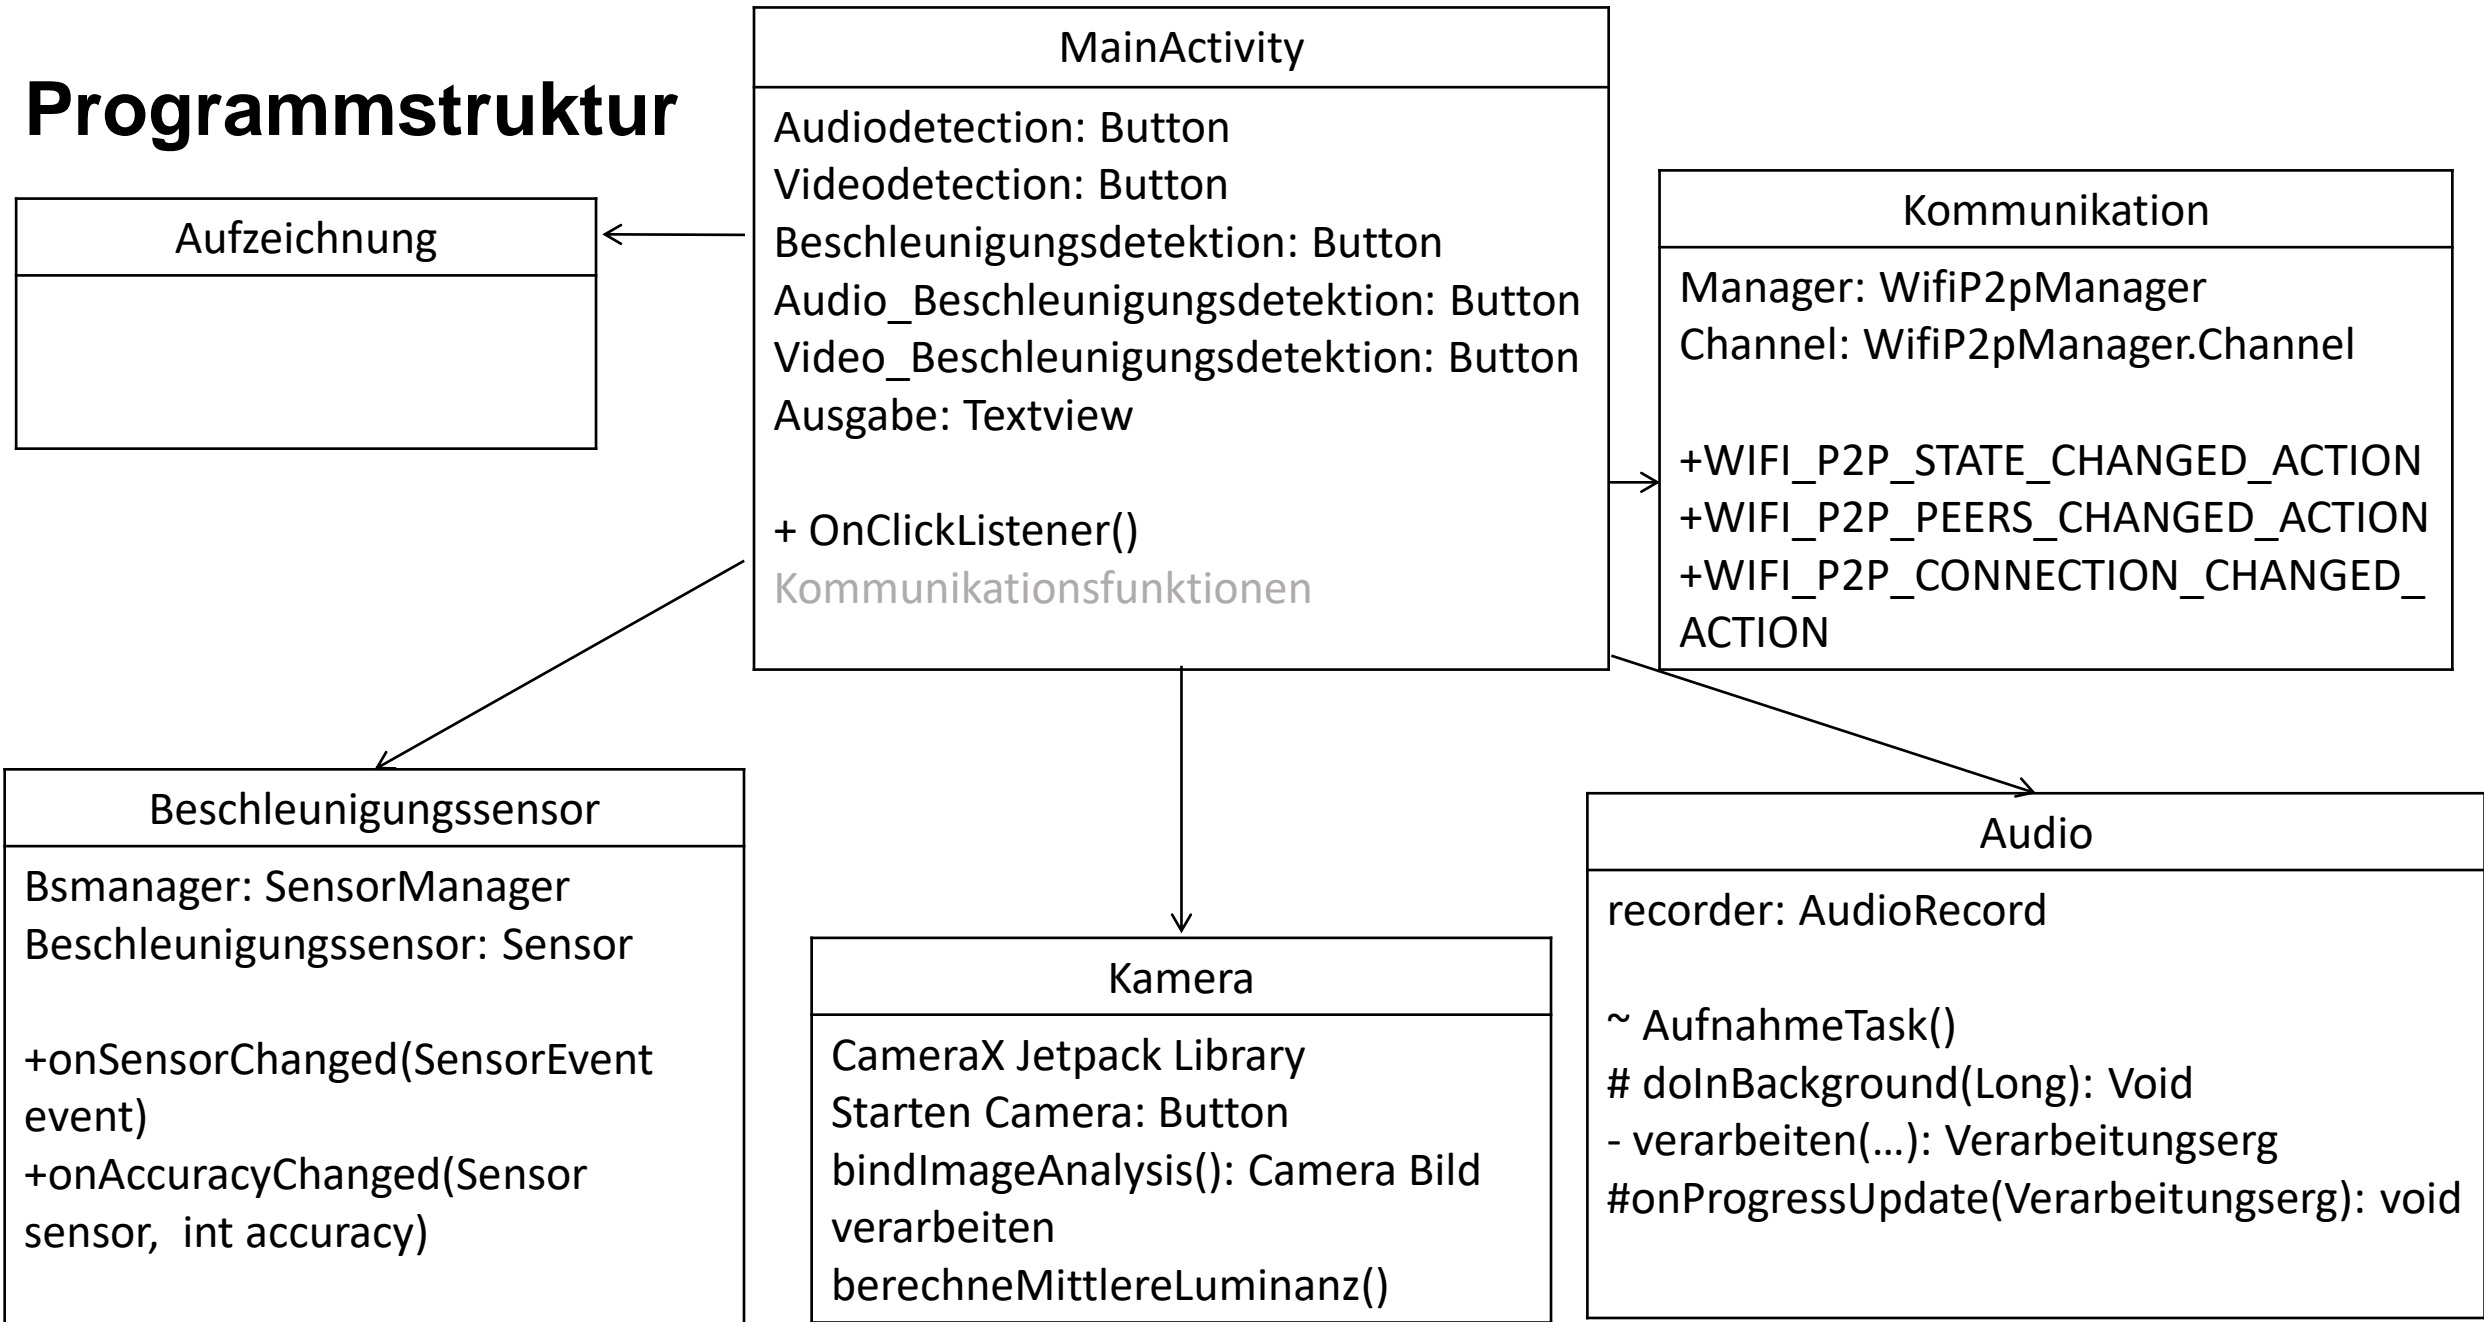 Programmstruktur
MainActivity
Audiodetection: Button
Videodetection: Button
Beschleunigungsdetektion: Button
Audio_Beschleunigungsdetektion: Button
Video_Beschleunigungsdetektion: Button
Ausgabe: Textview
+ OnClickListener()
Kommunikationsfunktionen
Aufzeichnung
Kommunikation
Manager: WifiP2pManager
Channel: WifiP2pManager.Channel
+WIFI_P2P_STATE_CHANGED_ACTION
+WIFI_P2P_PEERS_CHANGED_ACTION
+WIFI_P2P_CONNECTION_CHANGED_
ACTION
Beschleunigungssensor
Bsmanager: SensorManager
Beschleunigungssensor: Sensor
+onSensorChanged(SensorEvent
event)
+onAccuracyChanged(Sensor
sensor,  int accuracy)
Kamera
CameraX Jetpack Library
Starten Camera: Button
bindImageAnalysis(): Camera Bild
verarbeiten
berechneMittlereLuminanz()
Audio
recorder: AudioRecord
~ AufnahmeTask()
# doInBackground(Long): Void
- verarbeiten(…): Verarbeitungserg
#onProgressUpdate(Verarbeitungserg): void